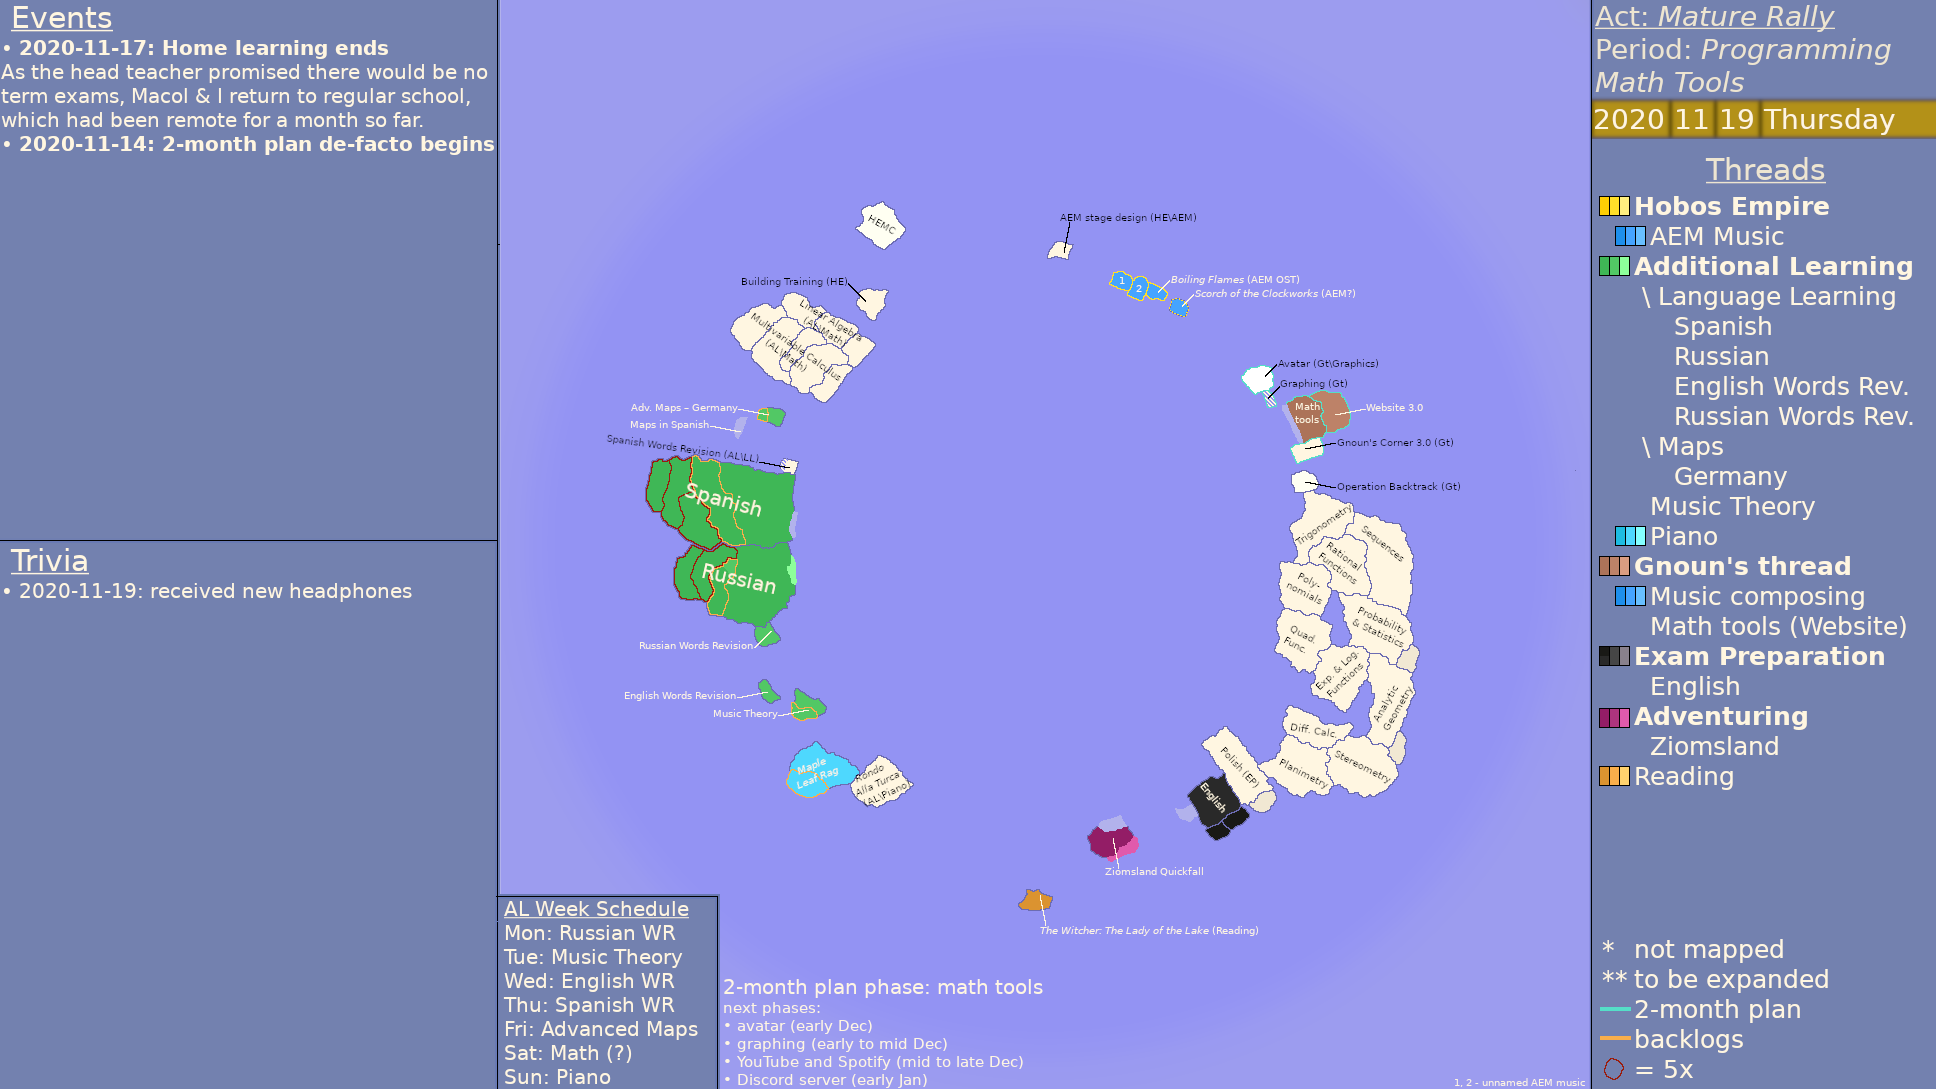 Events
• 2020-11-17: Home learning ends
As the head teacher promised there would be no
term exams, Macol & I return to regular school,
which had been remote for a month so far.
• 2020-11-14: 2-month plan de-facto begins
Trivia
• 2020-11-19: received new headphones
HEMC
AEM stage design (HE\AEM)
Building Training (HE)
1
2
Boiling Flames (AEM OST)
Scorch of the Clockworks (AEM?)
Linear Algebra
(AL\Math)
Multivariable Calculus
(AL\Math)
Avatar (Gt\Graphics)
Graphing (Gt)
Adv. Maps – Germany
Maps in Spanish
Math
tools
Website 3.0
Spanish Words Revision (AL\LL)
Gnoun's Corner 3.0 (Gt)
Operation Backtrack (Gt)
Spanish
Russian
Trigonometry
Sequences
Rational
Functions
Poly-
nomials
Probability
& Statistics
Quad.
Func.
Exp. & Log.
Functions
Analytic
Geometry
Russian Words Revision
English Words Revision
Music Theory
Diff. Calc.
Stereometry
Planimetry
Polish (EP)
English
Maple
Leaf Rag
Rondo
Alla Turca
(AL\Piano)
Ziomsland Quickfall
The Witcher: The Lady of the Lake (Reading)
AL Week Schedule
Mon: Russian WR
Tue: Music Theory
Wed: English WR
Thu: Spanish WR
Fri: Advanced Maps
Sat: Math (?)
Sun: Piano
2-month plan phase: math tools
next phases:
• avatar (early Dec)
• graphing (early to mid Dec)
• YouTube and Spotify (mid to late Dec)
• Discord server (early Jan)
1, 2 - unnamed AEM music
Act: Mature Rally
Period: Programming
Math Tools
2020 11 19 Thursday
Threads
Hobos Empire
AEM Music
Additional Learning
\ Language Learning
Spanish
Russian
English Words Rev.
Russian Words Rev.
\ Maps
Germany
Music Theory
Piano
Gnoun's thread
Music composing
Math tools (Website)
Exam Preparation
English
Adventuring
Ziomsland
Reading
* not mapped
** to be expanded
2-month plan
backlogs
= 5x